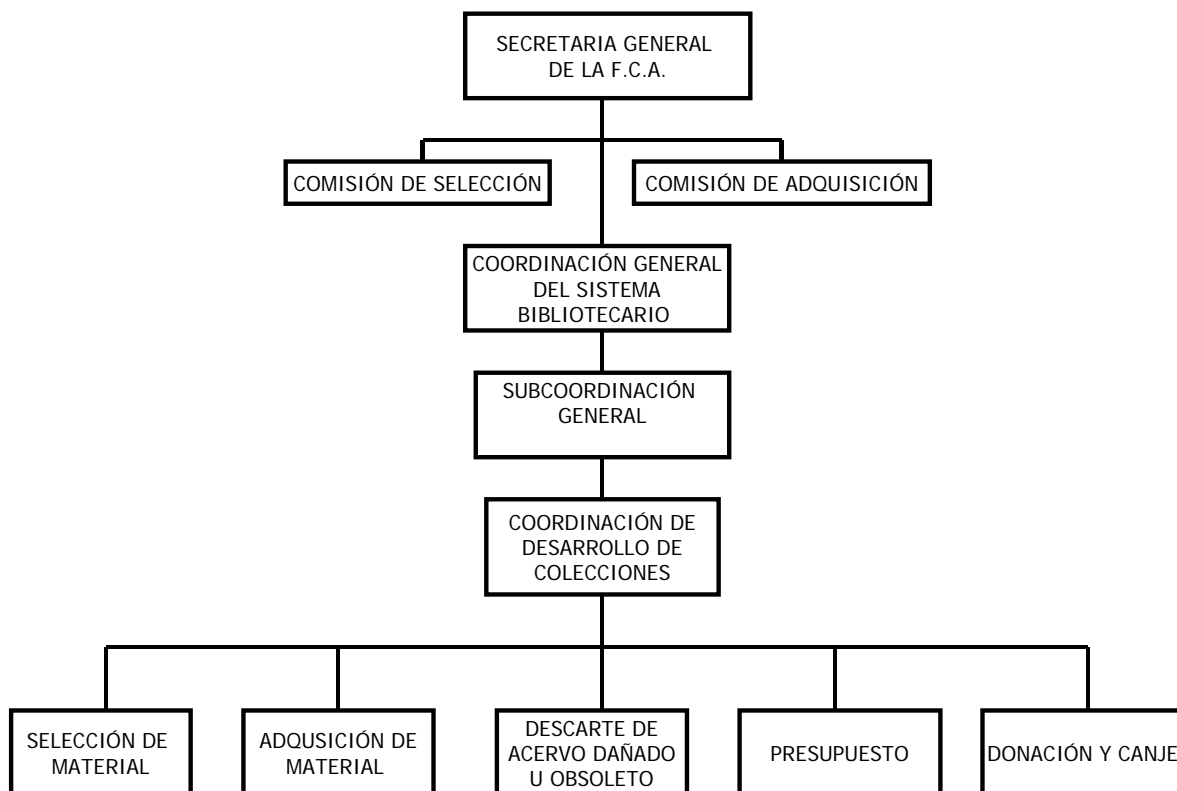 SECRETARIA GENERAL
DE LA F.C.A.
COMISIÓN DE SELECCIÓN
COMISIÓN DE ADQUISICIÓN
COORDINACIÓN GENERAL
DEL SISTEMA
BIBLIOTECARIO
SUBCOORDINACIÓN
GENERAL
COORDINACIÓN DE
DESARROLLO DE
COLECCIONES
SELECCIÓN DE
MATERIAL
ADQUSICIÓN DE
MATERIAL
DESCARTE DE
ACERVO DAÑADO
U OBSOLETO
PRESUPUESTO
DONACIÓN Y CANJE